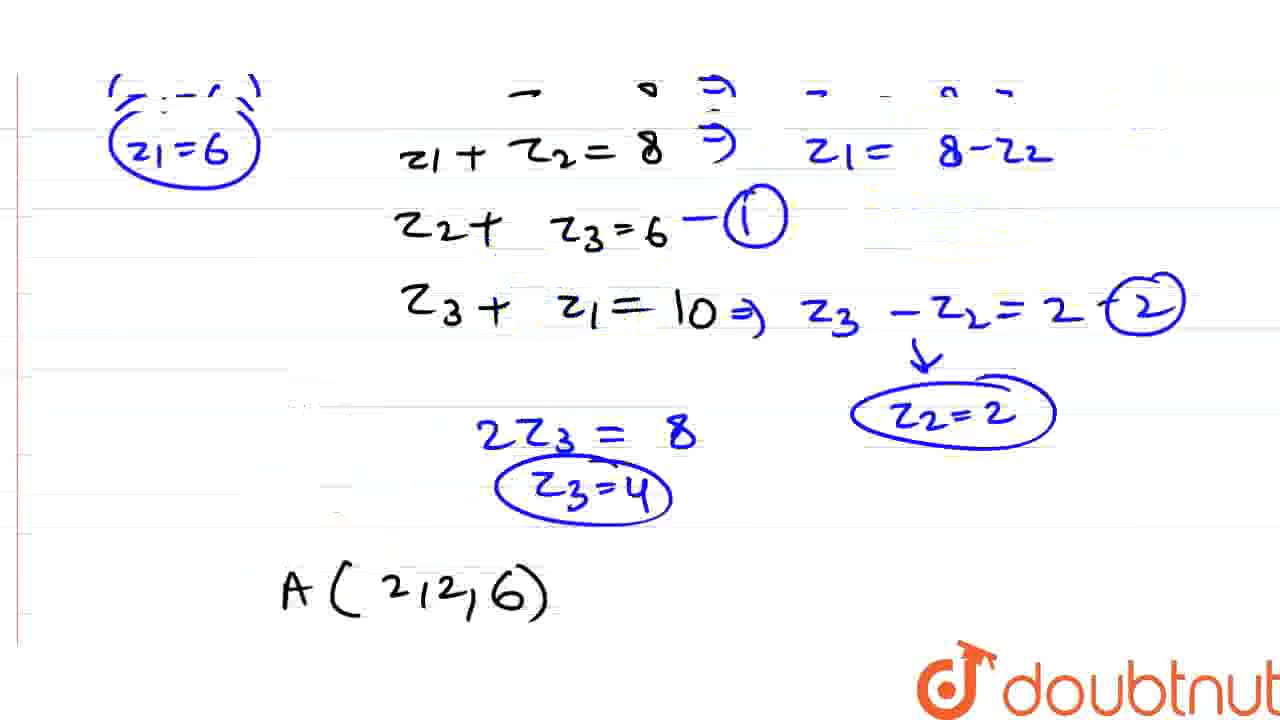 z1 = 6
z1 + z2 = 8 ⇒ z1 = 8 - z2
z2 + z3 = 6 - ①
z3 + z1 = 10 ⇒ z3 - z2 = 2 - ②
z2 = 2
2z3 = 8
z3 = 4
A (2,2,6)
doubtnut